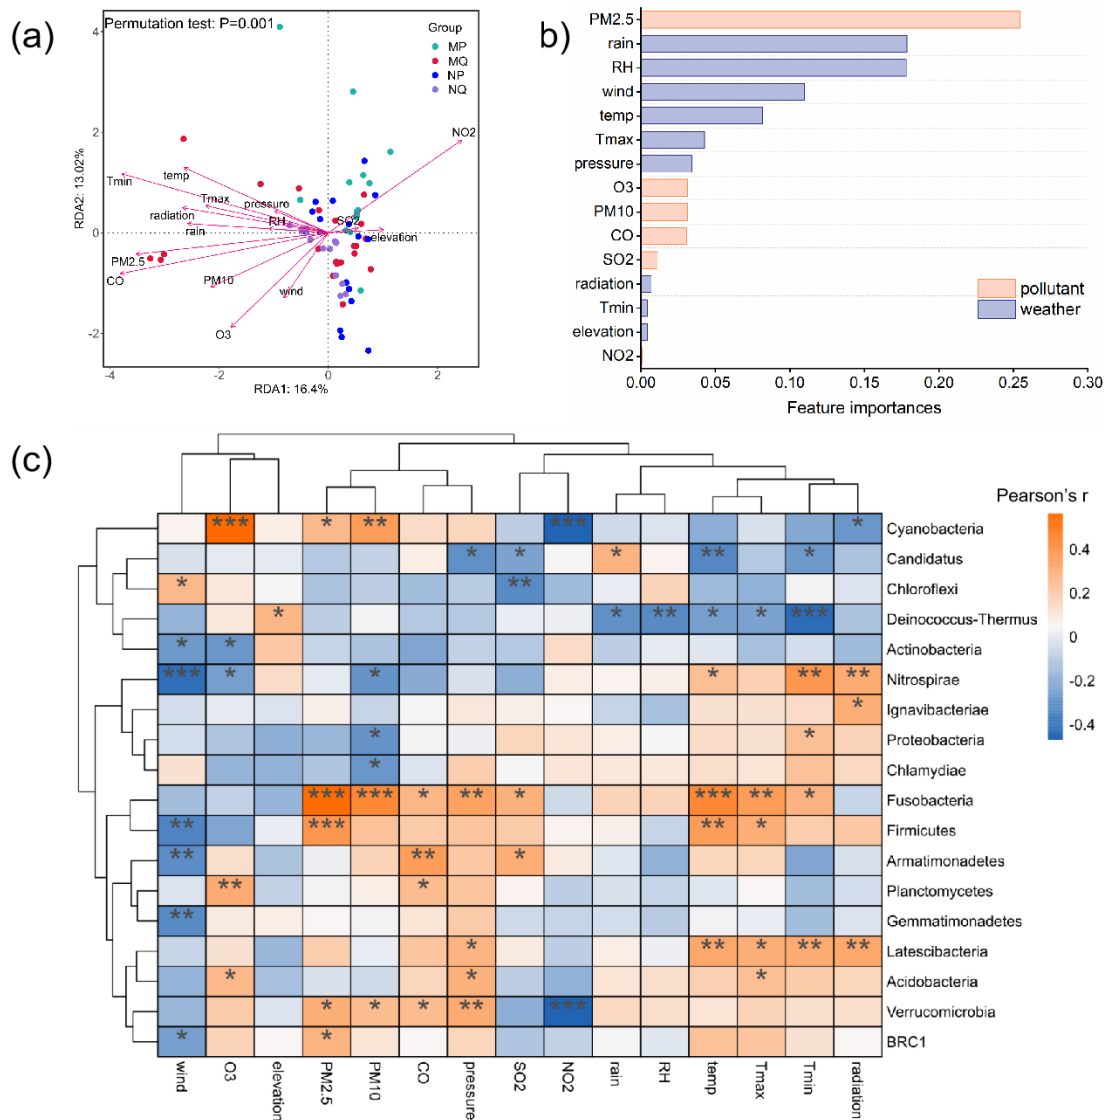 (a)
Permutation test: P=0.001
Group
MP
MQ
NP
NQ
NO2
temp
Tmin
Tmax
pressure
radiation
RH
SO2
rain
elevation
PM2.5
CO
PM10
wind
O3
4
2
0
-2
RDA2: 13.02%
-4
-2
0
2
RDA1: 16.4%
b)
PM2.5
rain
RH
wind
temp
Tmax
pressure
O3
PM10
CO
SO2
radiation
Tmin
elevation
NO2
pollutant
weather
0.00 0.05 0.10 0.15 0.20 0.25 0.30
Feature importances
(c)
Pearson's r
0.4
0.2
0
-0.2
-0.4
*** * ** *** * Cyanobacteria
* * * ** * Candidatus
* ** Chloroflexi
* * ** * * *** Deinococcus-Thermus
* * Actinobacteria
*** * * * ** ** Nitrospirae
* Ignavibacteriae
* * Proteobacteria
* Chlamydiae
*** *** * ** * *** ** * Fusobacteria
** *** ** * Firmicutes
** ** * Armatimonadetes
** * Planctomycetes
** Gemmatimonadetes
* ** * ** ** Latescibacteria
* * * Acidobacteria
* * * ** *** Verrucomicrobia
* * BRC1
wind
O3
elevation
PM2.5
PM10
CO
pressure
SO2
NO2
rain
RH
temp
Tmax
Tmin
radiation